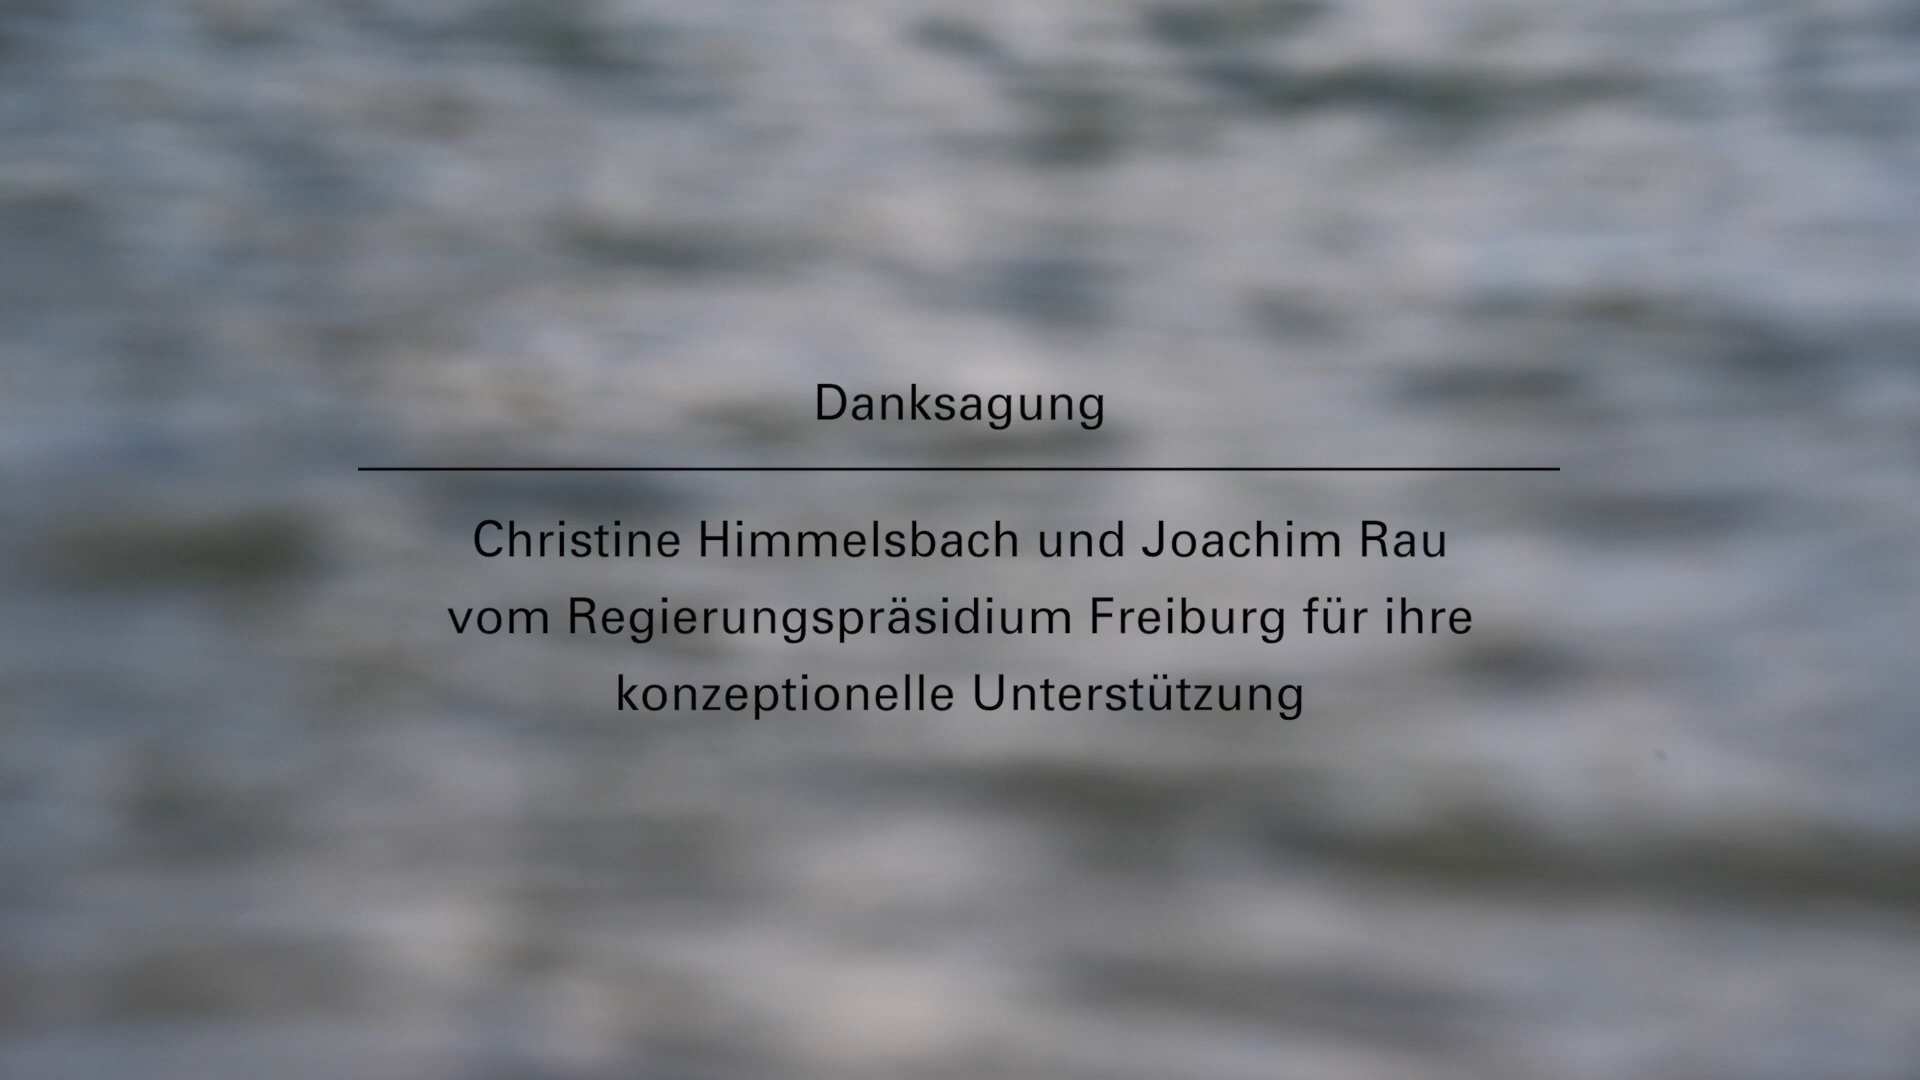 Danksagung
Christine Himmelsbach und Joachim Rau
vom Regierungspräsidium Freiburg für ihre
konzeptionelle Unterstützung